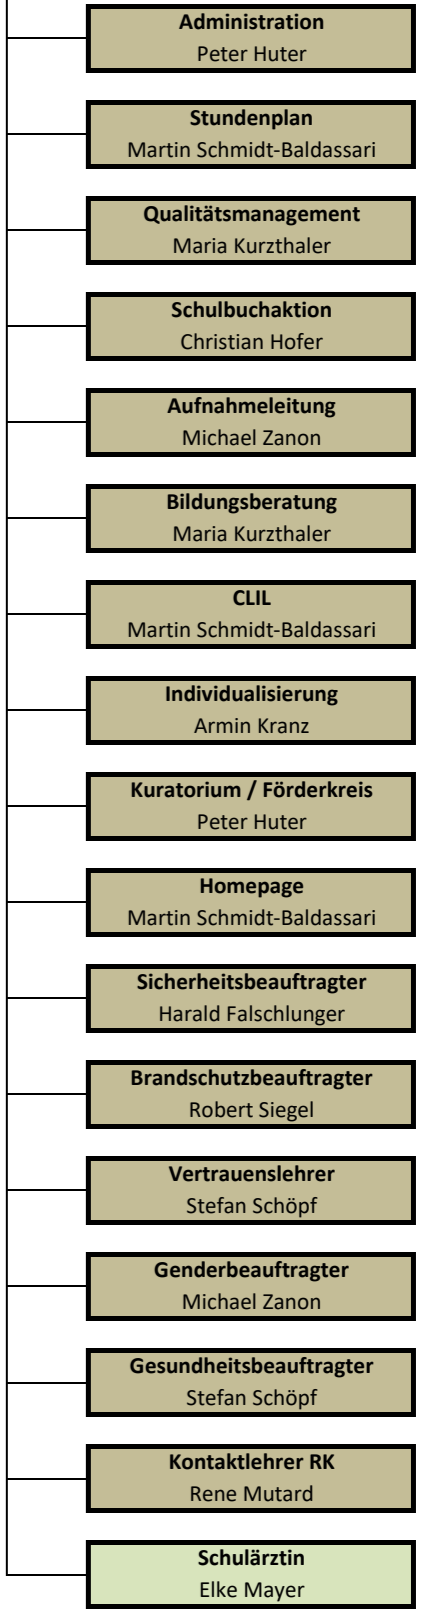 Administration
Peter Huter
Stundenplan
Martin Schmidt-Baldassari
Qualitätsmanagement
Maria Kurzthaler
Schulbuchaktion
Christian Hofer
Aufnahmeleitung
Michael Zanon
Bildungsberatung
Maria Kurzthaler
CLIL
Martin Schmidt-Baldassari
Individualisierung
Armin Kranz
Kuratorium / Förderkreis
Peter Huter
Homepage
Martin Schmidt-Baldassari
Sicherheitsbeauftragter
Harald Falschlunger
Brandschutzbeauftragter
Robert Siegel
Vertrauenslehrer
Stefan Schöpf
Genderbeauftragter
Michael Zanon
Gesundheitsbeauftragter
Stefan Schöpf
Kontaktlehrer RK
Rene Mutard
Schulärztin
Elke Mayer